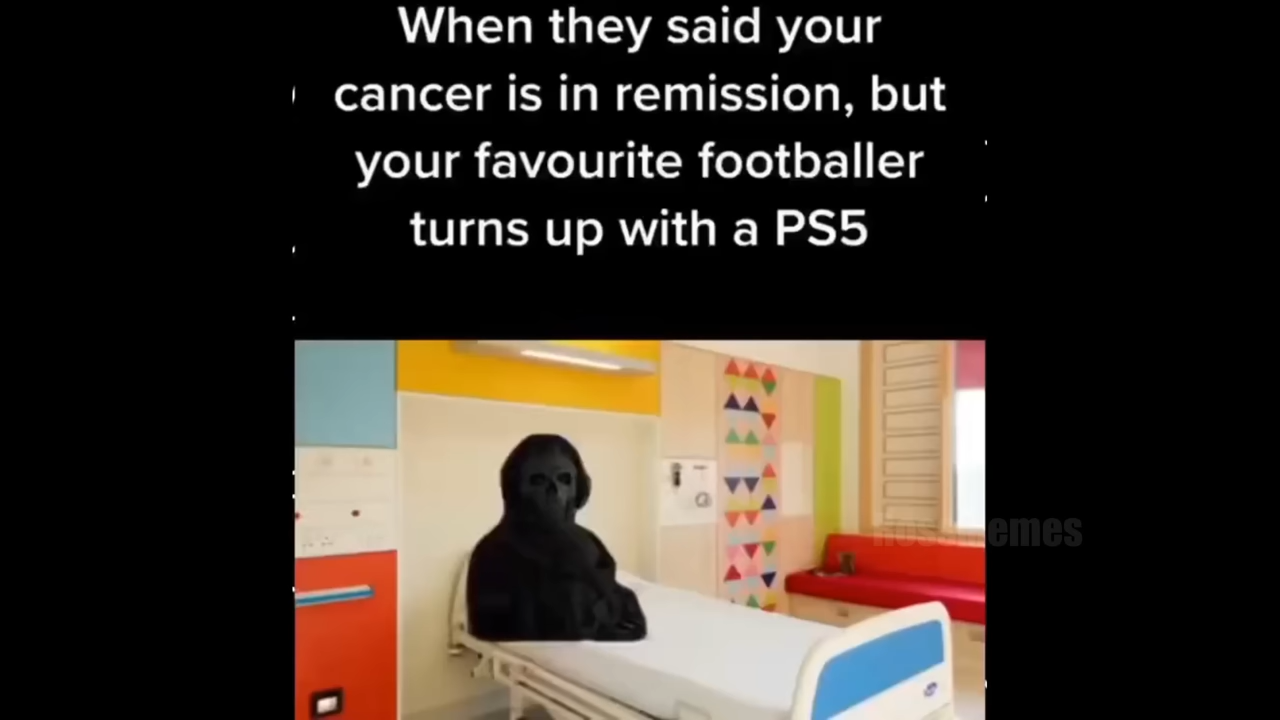 When they said your
cancer is in remission, but
your favourite footballer
turns up with a PS5